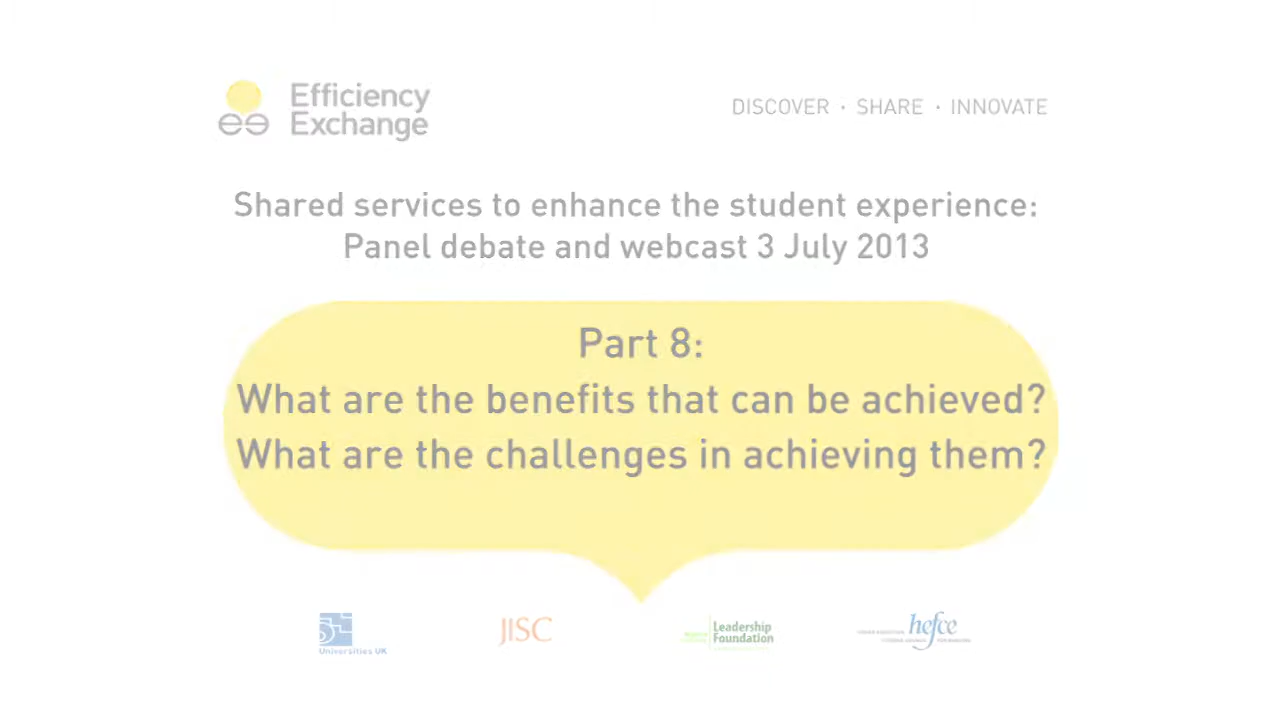 Efficiency
Exchange
DISCOVER · SHARE · INNOVATE
Shared services to enhance the student experience:
Panel debate and webcast 3 July 2013
Part 8:
What are the benefits that can be achieved?
What are the challenges in achieving them?
Universities UK
JISC
Leadership
Foundation
hefce